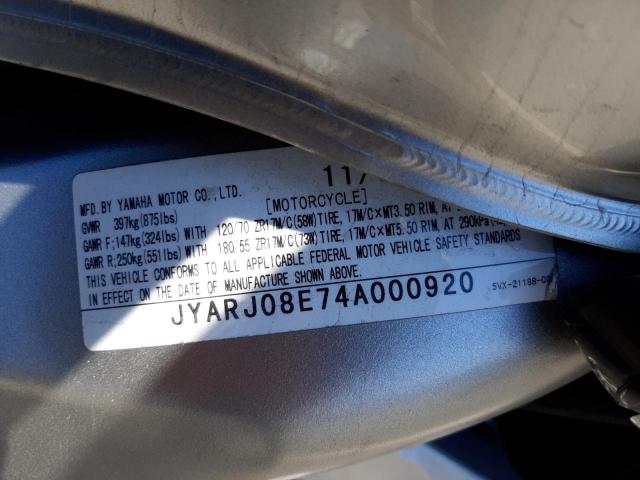 117
MFD. BY YAMAHA MOTOR CO., LTD.
[MOTORCYCLE]
GVWR 397kg(875lbs)
GAWR F;147kg(324lbs) WITH 120/70 ZR17M/C(58W)TIRE, 17M/C×MT3.50 RIM, AT
GAWR R;250kg(551lbs) WITH 180/55 ZR17M/C(73W)TIRE, 17M/C×MT5.50 RIM, AT 290kPa
THIS VEHICLE CONFORMS TO ALL APPLICABLE FEDERAL MOTOR VEHICLE SAFETY STANDARDS
IN EFFECT ON THE DATE OF MANUFACTURE SHOWN ABOVE.
JYARJ08E74A000920
5VX-21168-